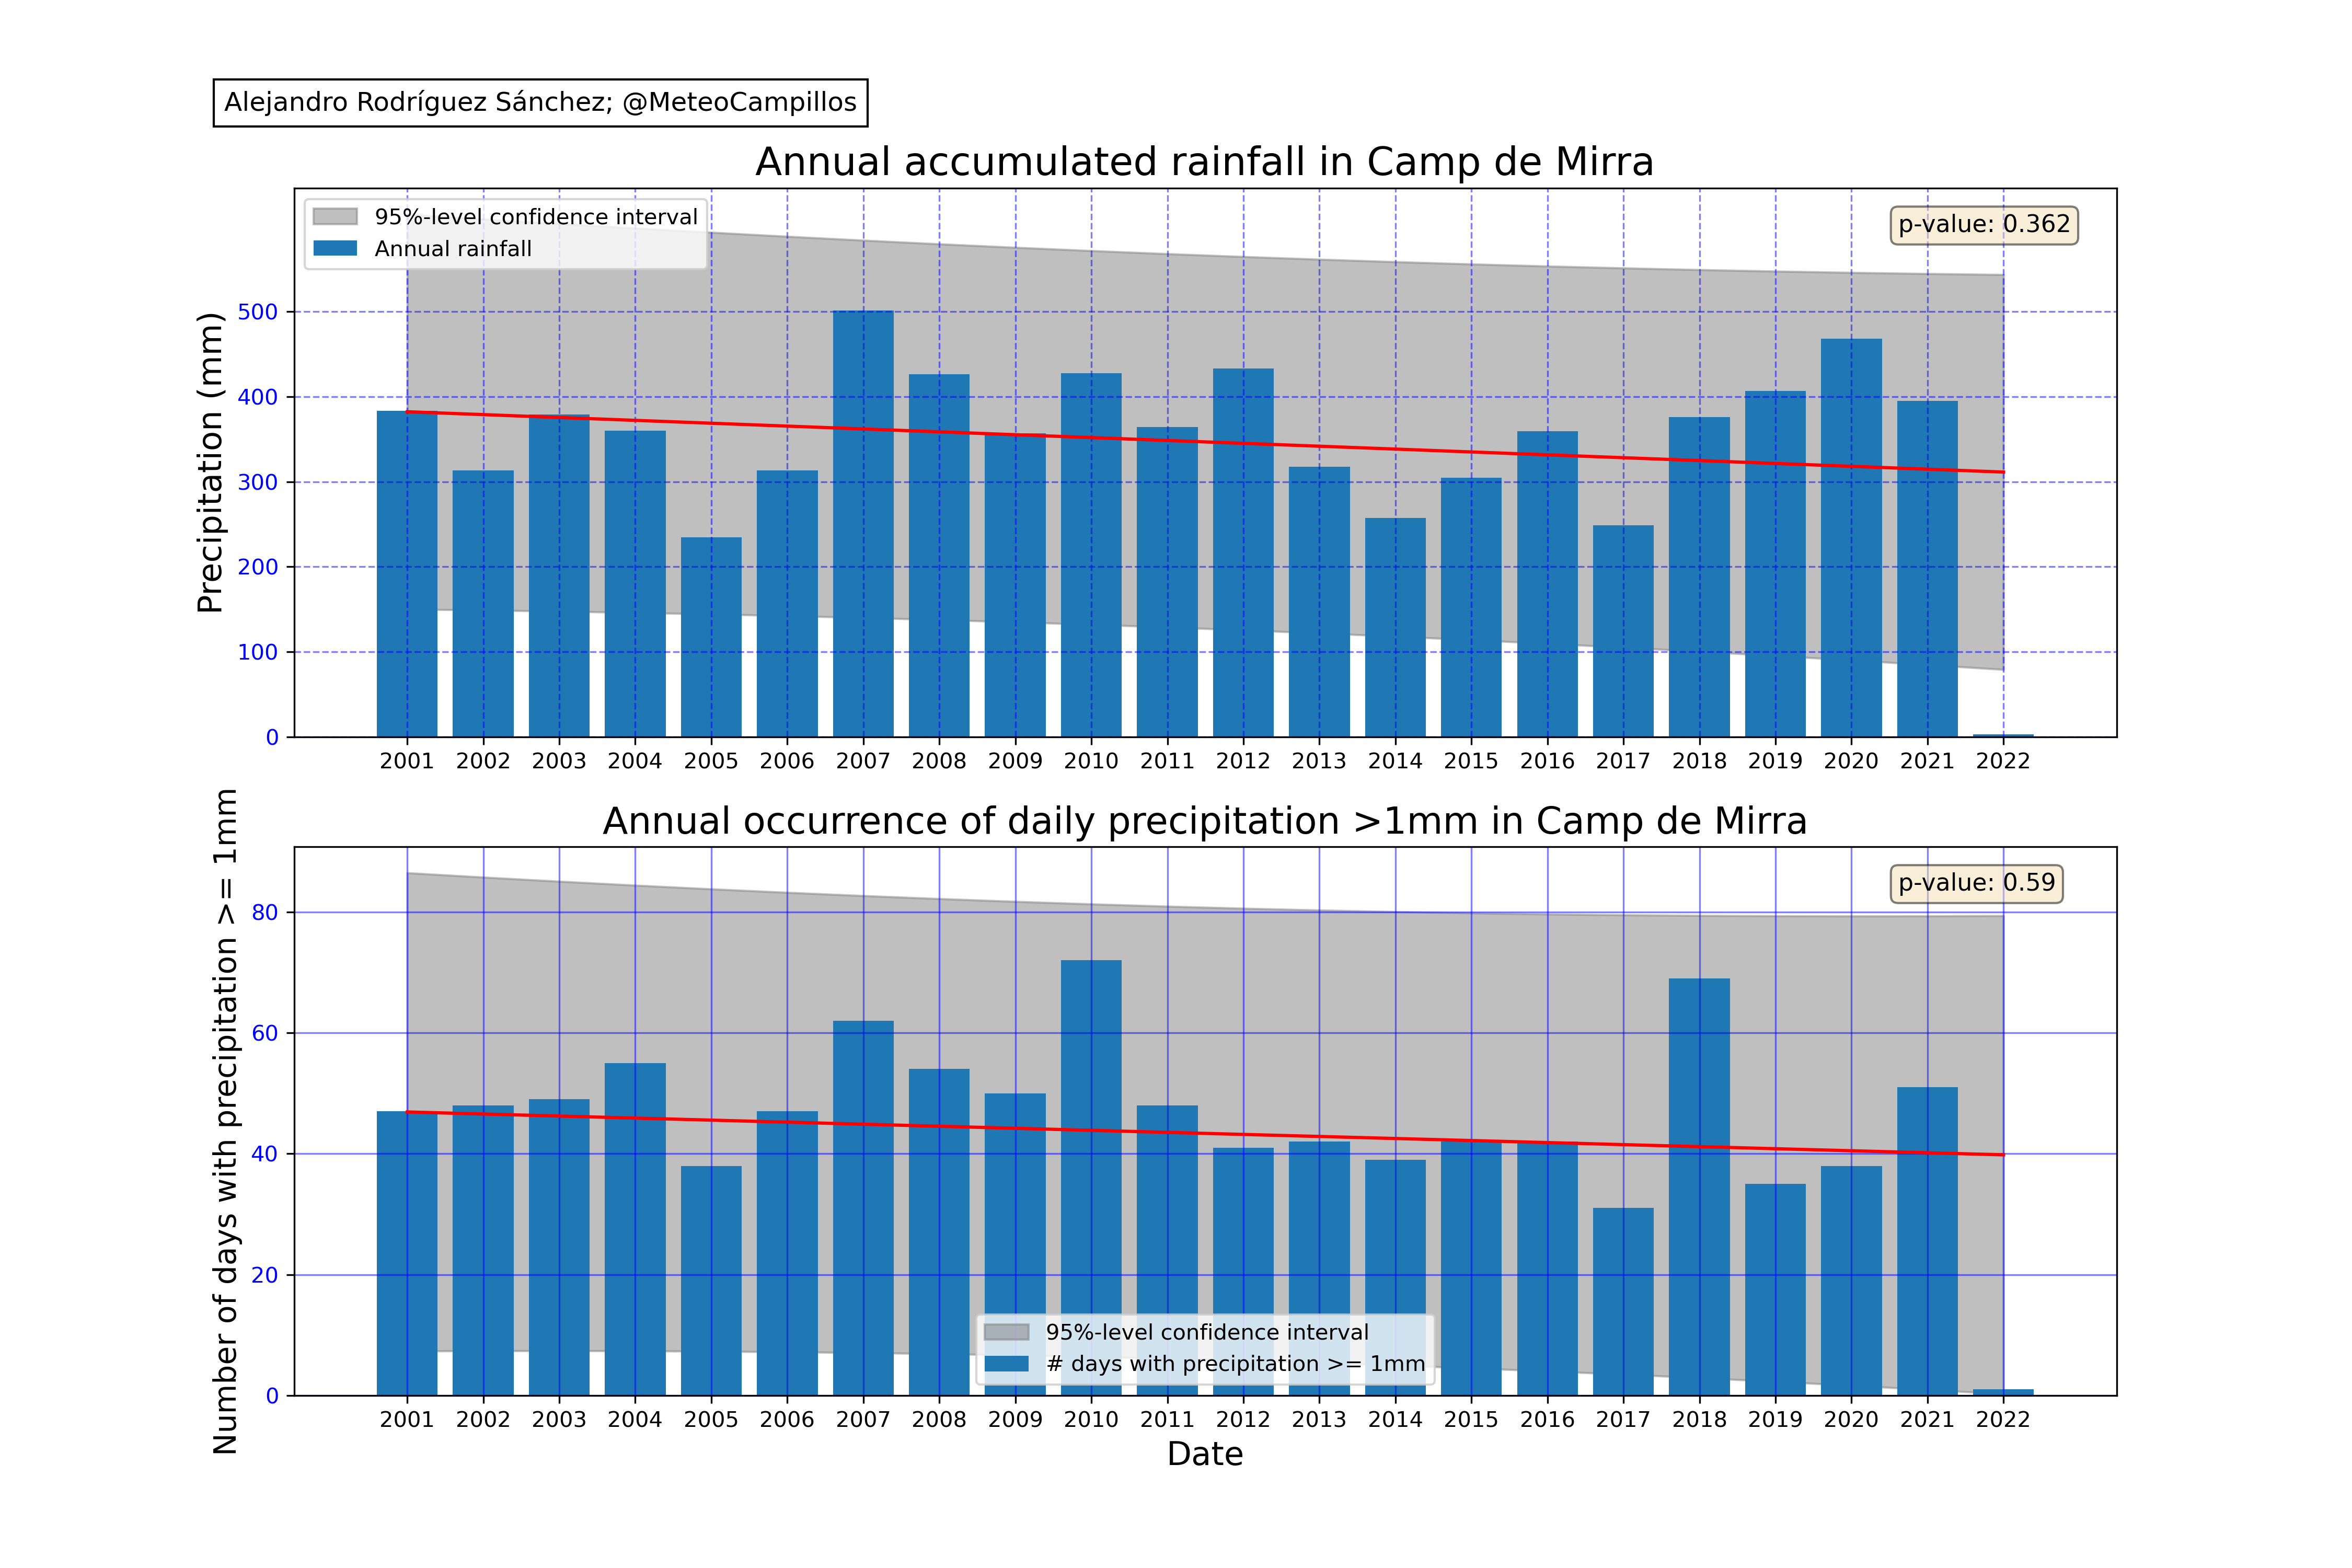 Alejandro Rodríguez Sánchez; @MeteoCampillos
Annual accumulated rainfall in Camp de Mirra
95%-level confidence interval
Annual rainfall
p-value: 0.362
Precipitation (mm)
500
400
300
200
100
0
2001 2002 2003 2004 2005 2006 2007 2008 2009 2010 2011 2012 2013 2014 2015 2016 2017 2018 2019 2020 2021 2022
Annual occurrence of daily precipitation >1mm in Camp de Mirra
p-value: 0.59
Number of days with precipitation >= 1mm
80
60
40
20
0
95%-level confidence interval
# days with precipitation >= 1mm
2001 2002 2003 2004 2005 2006 2007 2008 2009 2010 2011 2012 2013 2014 2015 2016 2017 2018 2019 2020 2021 2022
Date